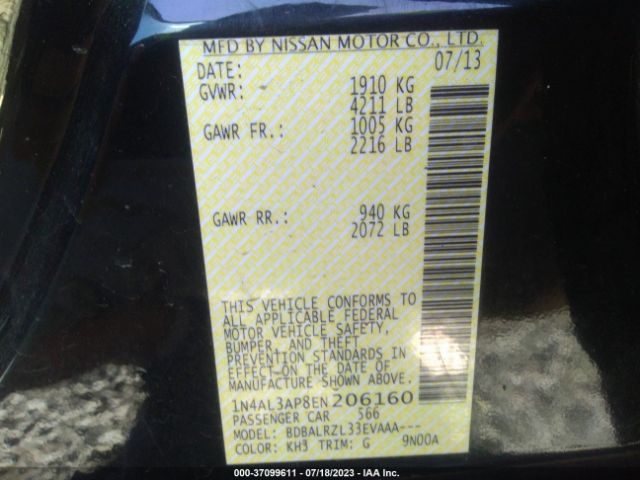 MFD BY NISSAN MOTOR CO., LTD.
DATE: 07/13
GVWR: 1910 KG
4211 LB
GAWR FR.: 1005 KG
2216 LB
GAWR RR.: 940 KG
2072 LB
THIS VEHICLE CONFORMS TO
ALL APPLICABLE FEDERAL
MOTOR VEHICLE SAFETY,
BUMPER, AND THEFT
PREVENTION STANDARDS IN
EFFECT ON THE DATE OF
MANUFACTURE SHOWN ABOVE.
1N4AL3AP8EN206160
PASSENGER CAR 566
MODEL: BDBALRZL33EVAAA---
COLOR: KH3 TRIM: G 9N00A
000-37099611 - 07/18/2023 - IAA Inc.